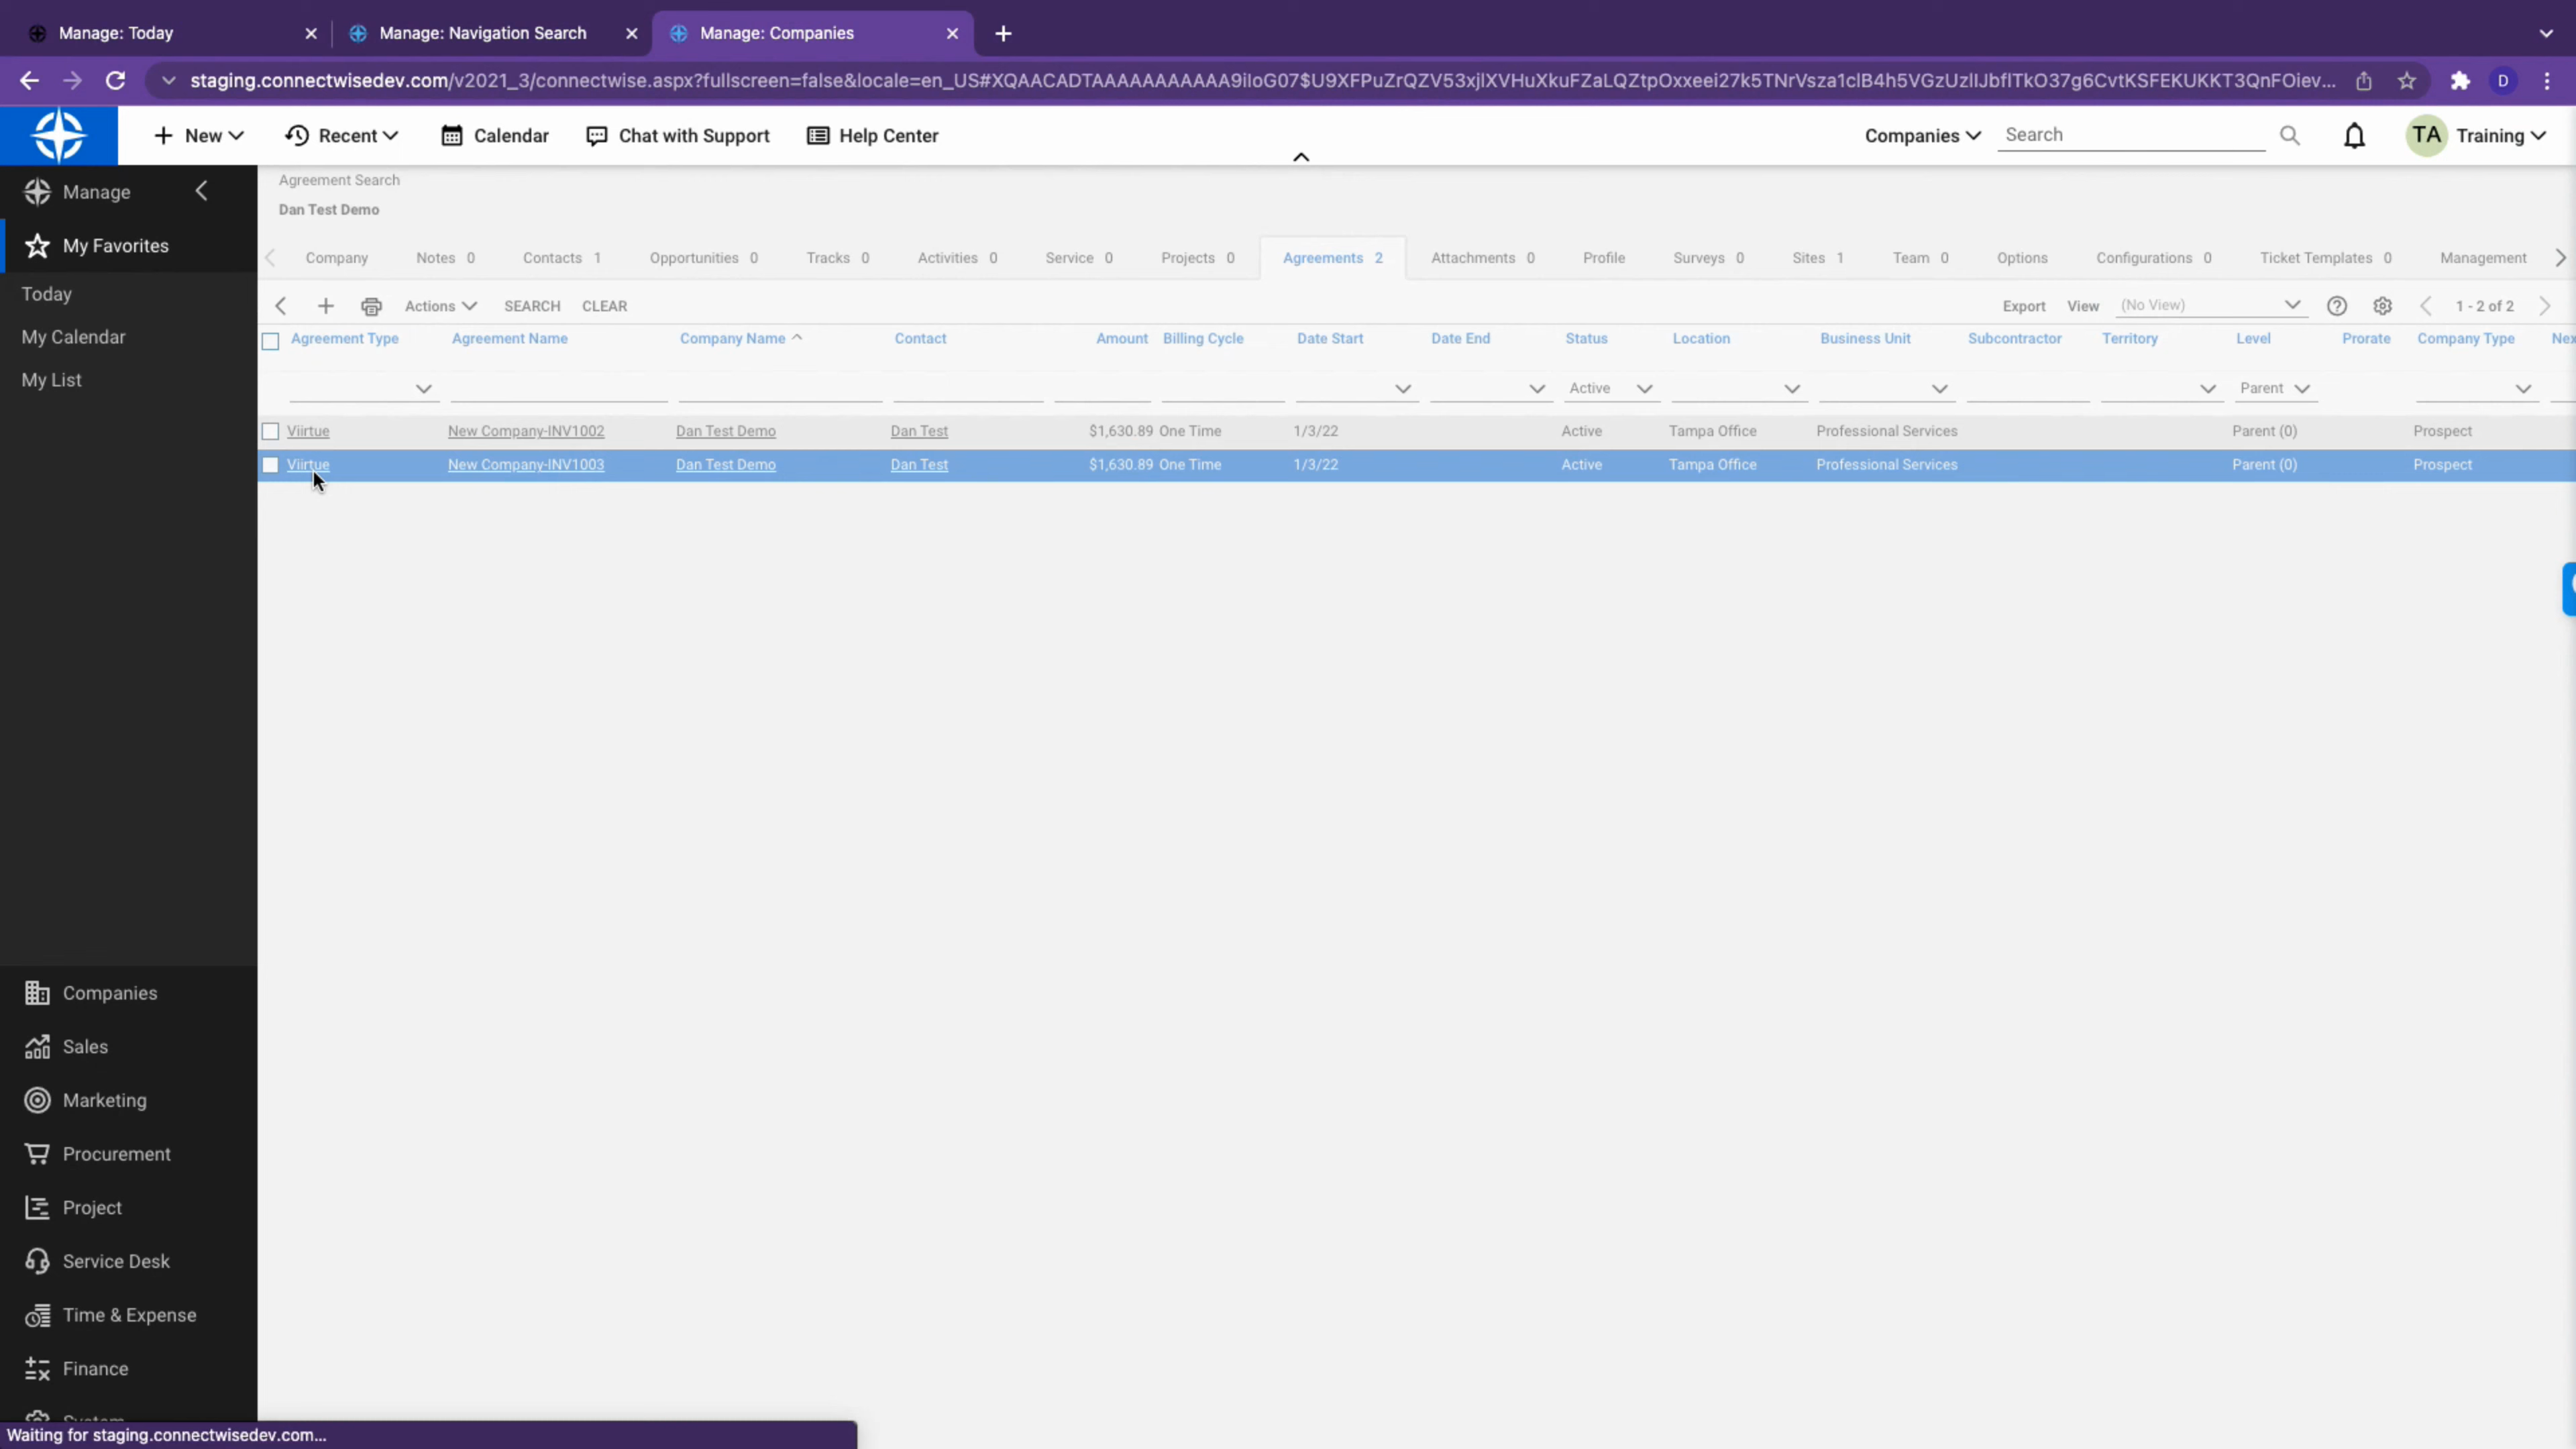 Manage: Today
Manage: Navigation Search
Manage: Companies
staging.connectwisedev.com/v2021_3/connectwise.aspx?fullscreen=false&locale=en_US#
D
New
Recent
Calendar
Chat with Support
Help Center
Companies
Search
TA
Training
Manage
My Favorites
Today
My Calendar
My List
Companies
Sales
Marketing
Procurement
Project
Service Desk
Time & Expense
Finance
System
Agreement Search
Dan Test Demo
Company Notes 0 Contacts 1 Opportunities 0 Tracks 0 Activities 0 Service 0 Projects 0 Agreements 2 Attachments 0 Profile Surveys 0 Sites 1 Team 0 Options Configurations 0 Ticket Templates 0 Management
Actions SEARCH CLEAR Export View (No View) 1 - 2 of 2
Agreement Type Agreement Name Company Name Contact Amount Billing Cycle Date Start Date End Status Location Business Unit Subcontractor Territory Level Prorate Company Type Nex
Active Parent
Viirtue New Company-INV1002 Dan Test Demo Dan Test $1,630.89 One Time 1/3/22 Active Tampa Office Professional Services Parent (0) Prospect
Viirtue New Company-INV1003 Dan Test Demo Dan Test $1,630.89 One Time 1/3/22 Active Tampa Office Professional Services Parent (0) Prospect
Waiting for staging.connectwisedev.com...